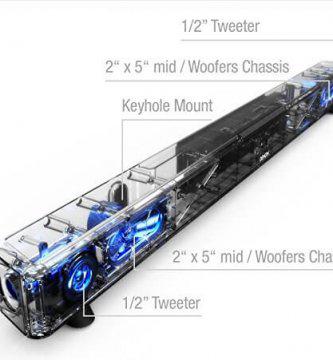 1/2" Tweeter
2“ x 5“ mid / Woofers Chassis
Keyhole Mount
2“ x 5“ mid / Woofers Cha
1/2“ Tweeter